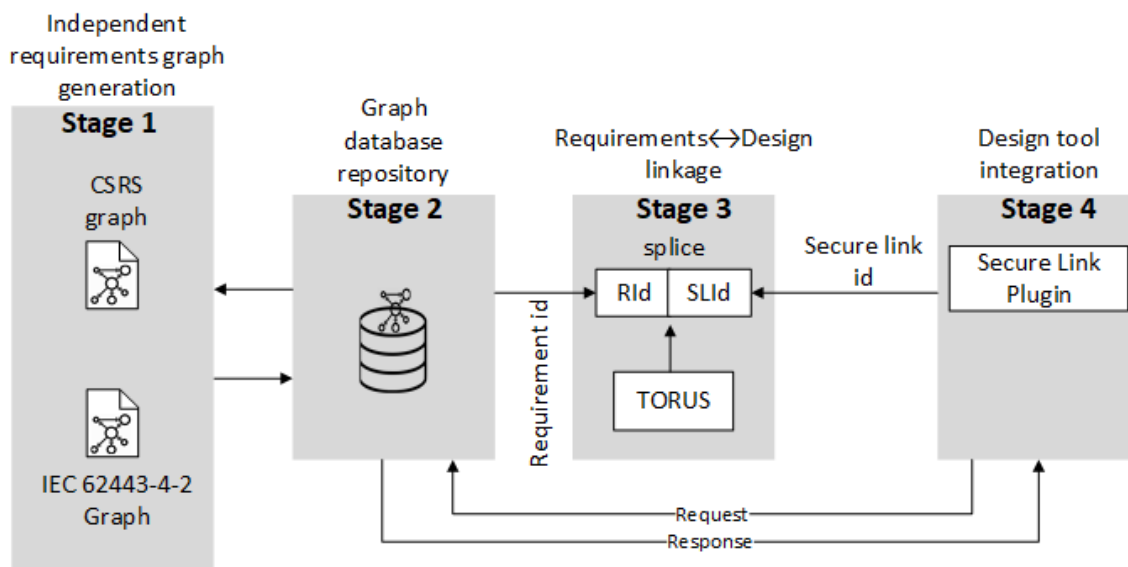 Independent
requirements graph
generation
Stage 1
CSRS
graph
IEC 62443-4-2
Graph
Graph
database
repository
Stage 2
Requirement id
Requirements↔Design
linkage
Stage 3
splice
RId SLId
TORUS
Secure link
id
Design tool
integration
Stage 4
Secure Link
Plugin
Request
Response